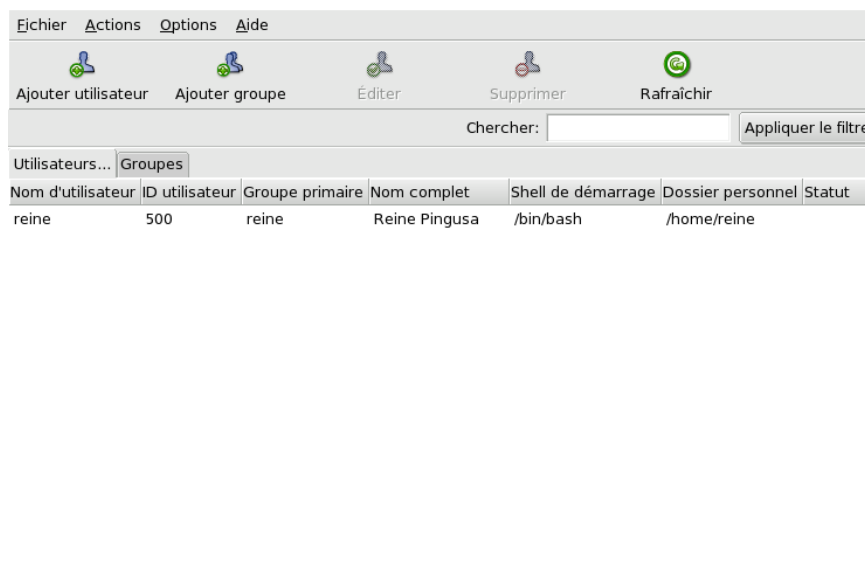 Fichier Actions Options Aide
Ajouter utilisateur Ajouter groupe Éditer Supprimer Rafraîchir
Chercher: Appliquer le filtre
Utilisateurs... Groupes
Nom d'utilisateur ID utilisateur Groupe primaire Nom complet Shell de démarrage Dossier personnel Statut
reine 500 reine Reine Pingusa /bin/bash /home/reine